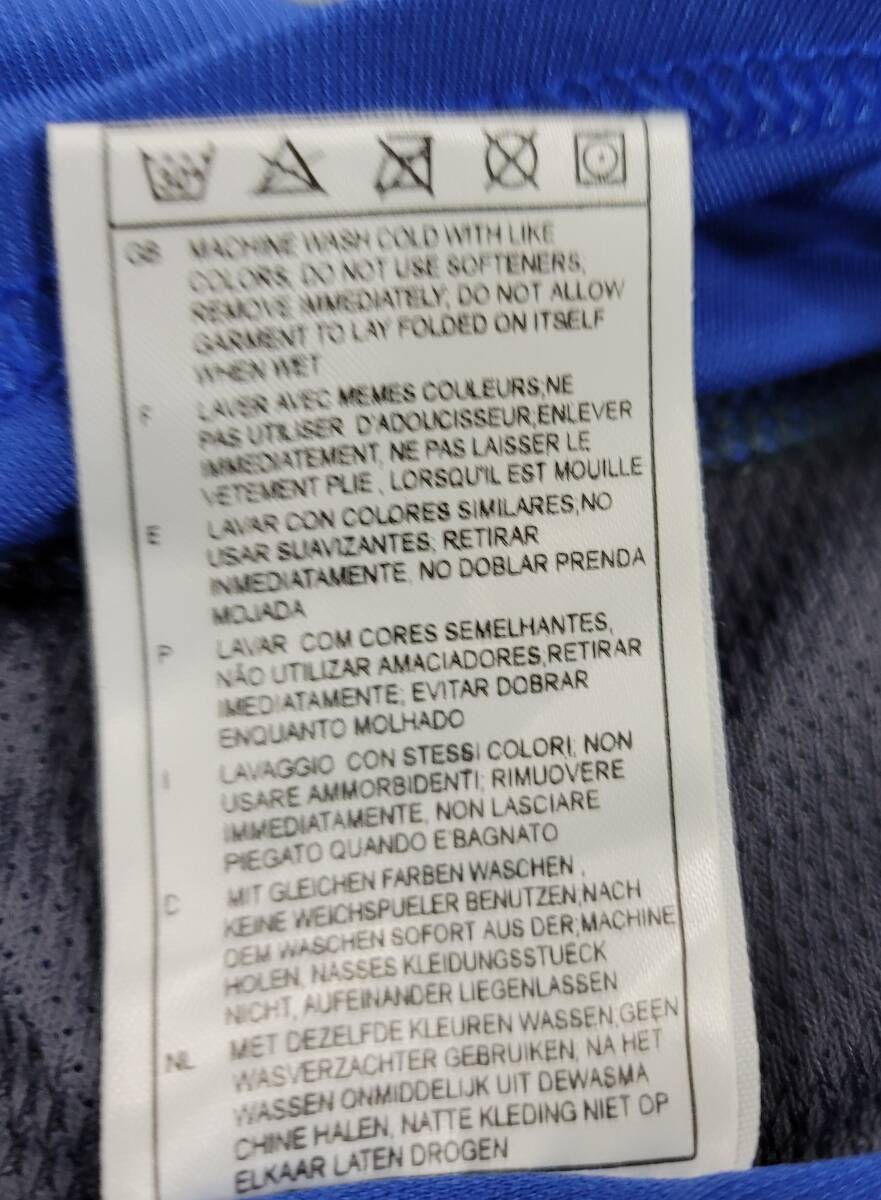 30°
GB MACHINE WASH COLD WITH LIKE
COLORS, DO NOT USE SOFTENERS;
REMOVE IMMEDIATELY; DO NOT ALLOW
GARMENT TO LAY FOLDED ON ITSELF
WHEN WET
F LAVER AVEC MEMES COULEURS,NE
PAS UTILISER D'ADOUCISSEUR;ENLEVER
IMMEDIATEMENT, NE PAS LAISSER LE
VETEMENT PLIE , LORSQU'IL EST MOUILLE
E LAVAR CON COLORES SIMILARES,NO
USAR SUAVIZANTES; RETIRAR
INMEDIATAMENTE, NO DOBLAR PRENDA
MOJADA
P LAVAR COM CORES SEMELHANTES,
NÃO UTILIZAR AMACIADORES,RETIRAR
IMEDIATAMENTE; EVITAR DOBRAR
ENQUANTO MOLHADO
I LAVAGGIO CON STESSI COLORI; NON
USARE AMMORBIDENTI; RIMUOVERE
IMMEDIATAMENTE, NON LASCIARE
PIEGATO QUANDO E BAGNATO
D MIT GLEICHEN FARBEN WASCHEN ,
KEINE WEICHSPUELER BENUTZEN,NACH
DEM WASCHEN SOFORT AUS DER;MACHINE
HOLEN, NASSES KLEIDUNGSSTUECK
NICHT, AUFEINANDER LIEGENLASSEN
NL MET DEZELFDE KLEUREN WASSEN;GEEN
WASVERZACHTER GEBRUIKEN, NA HET
WASSEN ONMIDDELIJK UIT DEWASMA
CHINE HALEN, NATTE KLEDING NIET OP
ELKAAR LATEN DROGEN